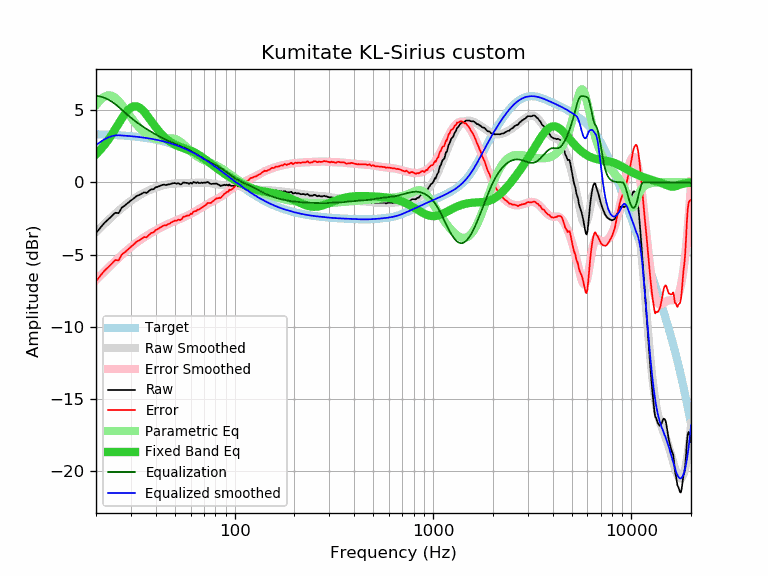 Kumitate KL-Sirius custom
Amplitude (dBr)
5
0
−5
−10
−15
−20
Target
Raw Smoothed
Error Smoothed
Raw
Error
Parametric Eq
Fixed Band Eq
Equalization
Equalized smoothed
100
1000
10000
Frequency (Hz)